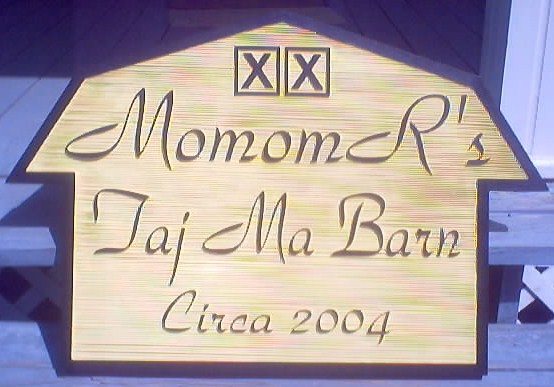 XX
MomomR's
Taj Ma Barn
Circa 2004